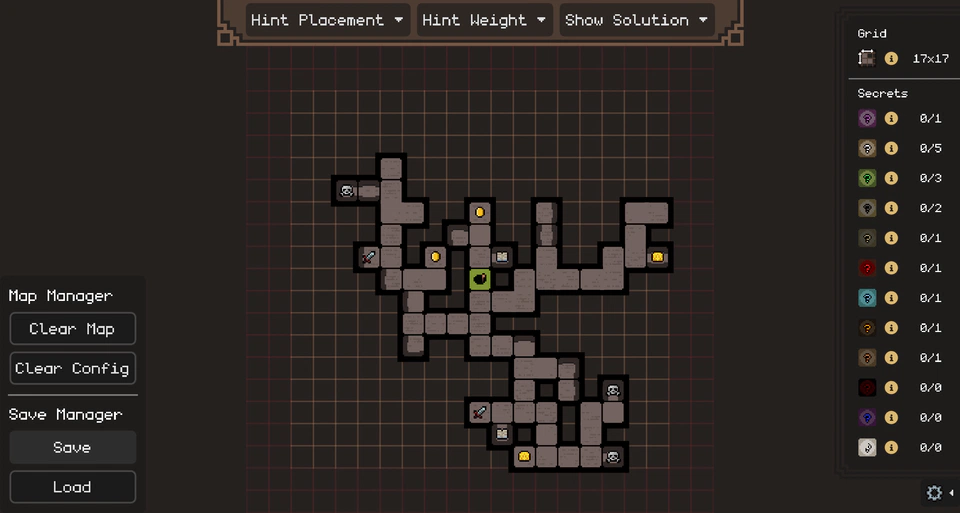 Hint Placement
Hint Weight
Show Solution
Grid
17x17
Secrets
0/1
0/5
0/3
0/2
0/1
0/1
0/1
0/1
0/1
0/0
0/0
0/0
Map Manager
Clear Map
Clear Config
Save Manager
Save
Load